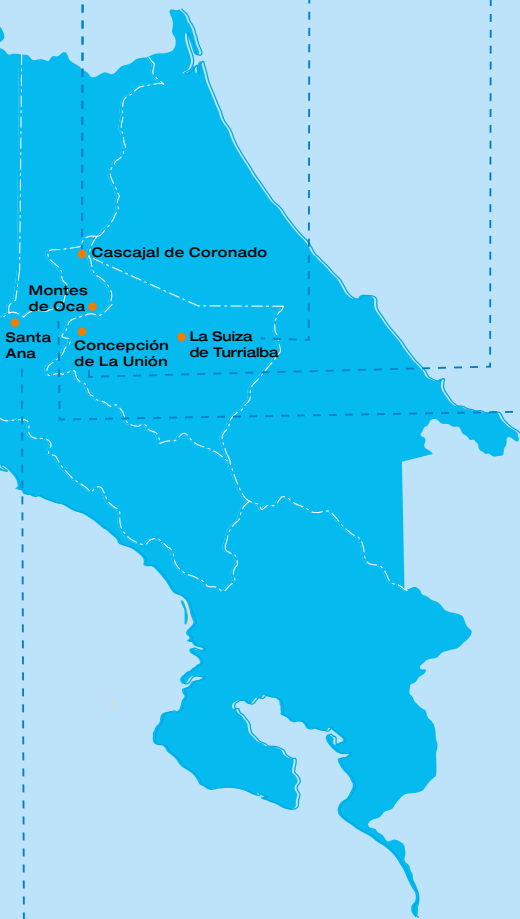 Cascajal de Coronado
Montes
de Oca
Santa
Ana
Concepción
de La Unión
La Suiza
de Turrialba